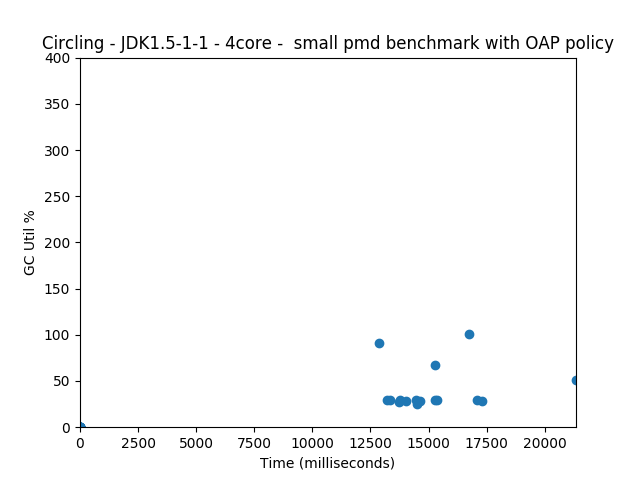 Circling - JDK1.5-1-1 - 4core -  small pmd benchmark with OAP policy
400
350
300
250
200
150
100
50
0
GC Util %
0 2500 5000 7500 10000 12500 15000 17500 20000
Time (milliseconds)